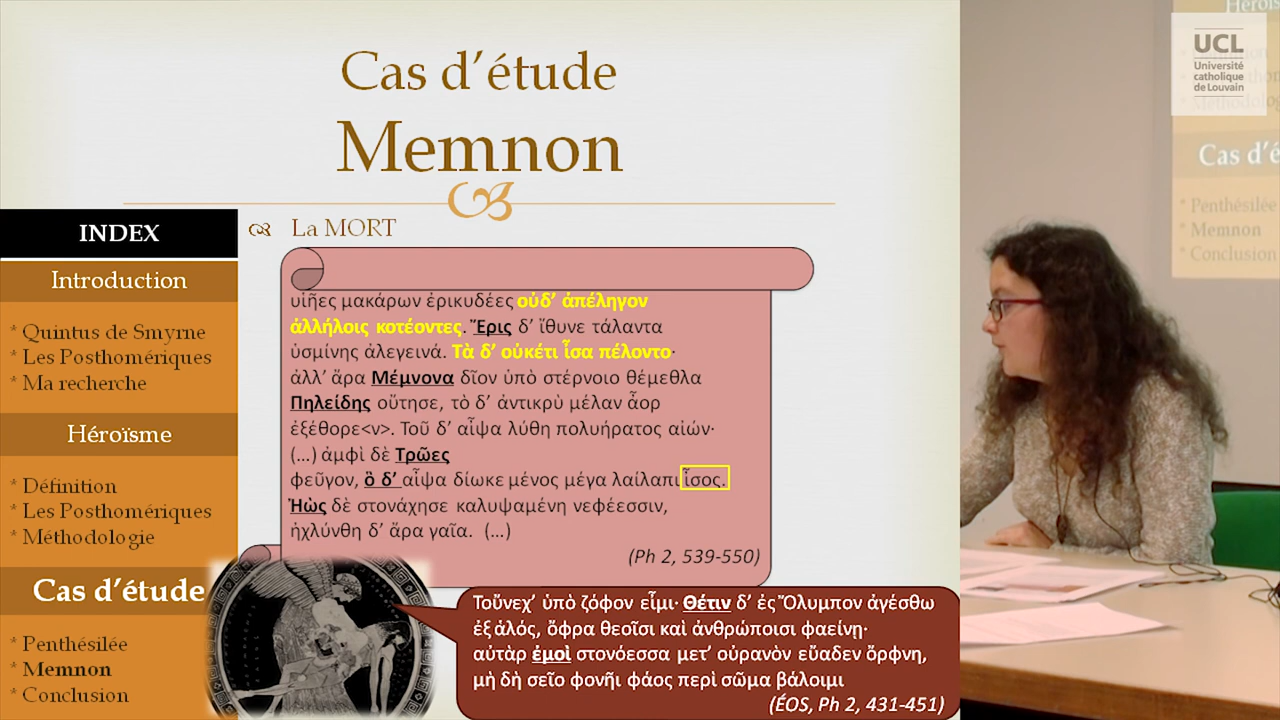 Cas d’étude
Memnon
INDEX
Introduction
* Quintus de Smyrne
* Les Posthomériques
* Ma recherche
Héroïsme
* Définition
* Les Posthomériques
* Méthodologie
Cas d’étude
* Penthésilée
* Memnon
* Conclusion
La MORT
υἱῆες μακάρων ἐρικυδέες οὐδ’ ἀπέληγον
ἀλλήλοις κοτέοντες. Ἔρις δ’ ἴθυνε τάλαντα
ὑσμίνης ἀλεγεινά. Τὰ δ’ οὐκέτι ἶσα πέλοντο·
ἀλλ’ ἄρα Μέμνονα δῖον ὑπὸ στέρνοιο θέμεθλα
Πηλείδης οὔτησε, τὸ δ’ ἀντικρὺ μέλαν ἆορ
ἐξέθορε<ν>. Τοῦ δ’ αἶψα λύθη πολυήρατος αἰών·
(…) ἀμφὶ δὲ Τρῶες
φεῦγον, ὃ δ’ αἶψα δίωκε μένος μέγα λαίλαπι ἶσος.
Ἠὼς δὲ στονάχησε καλυψαμένη νεφέεσσιν,
ἠχλύνθη δ’ ἄρα γαῖα. (…)
(Ph 2, 539-550)
Τοὔνεχ’ ὑπὸ ζόφον εἶμι· Θέτιν δ’ ἐς Ὄλυμπον ἀγέσθω
ἐξ ἁλός, ὄφρα θεοῖσι καὶ ἀνθρώποισι φαείνῃ·
αὐτὰρ ἐμοὶ στονόεσσα μετ’ οὐρανὸν εὔαδεν ὄρφνη,
μὴ δὴ σεῖο φονῆι φάος περὶ σῶμα βάλοιμι
(ÉOS, Ph 2, 431-451)
UCL
Université
catholique
de Louvain
Cas d’é
Penthésilée
* Memnon
* Conclusion